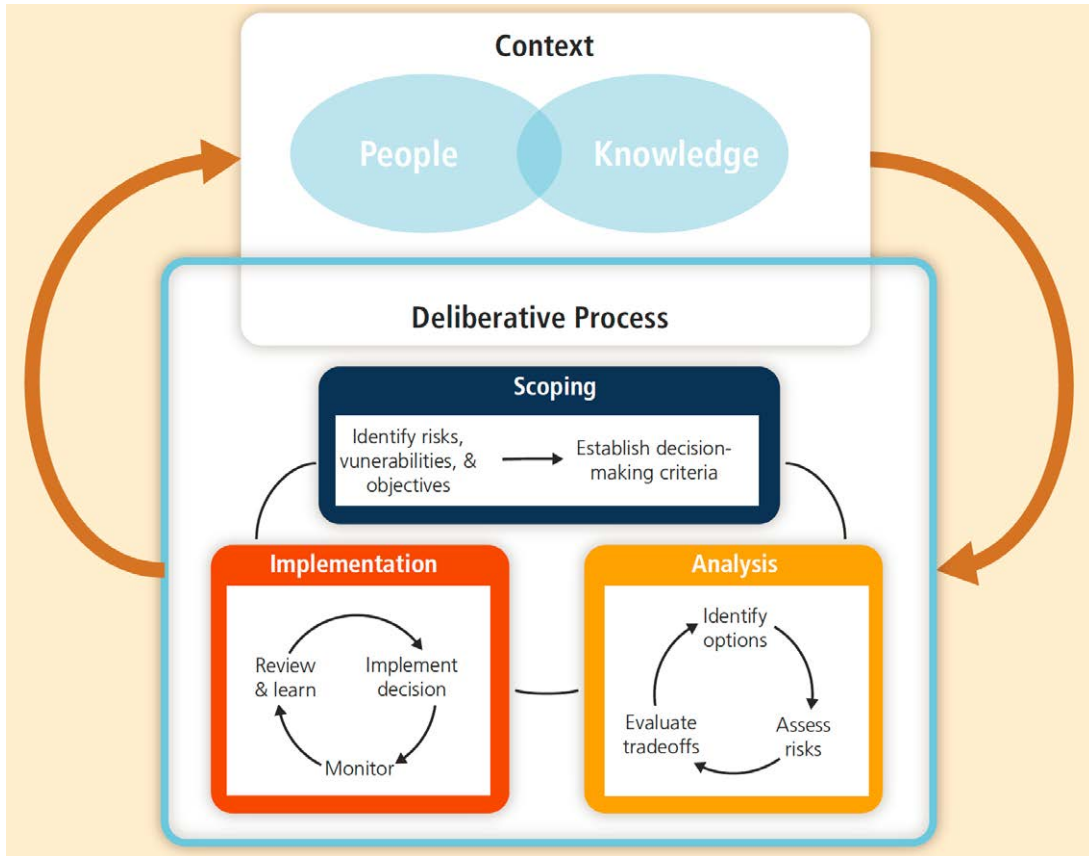 Context
People
Knowledge
Deliberative Process
Scoping
Identify risks,
vunerabilities, &
objectives
Establish decision-
making criteria
Implementation
Review
& learn
Implement
decision
Monitor
Analysis
Identify
options
Assess
risks
Evaluate
tradeoffs